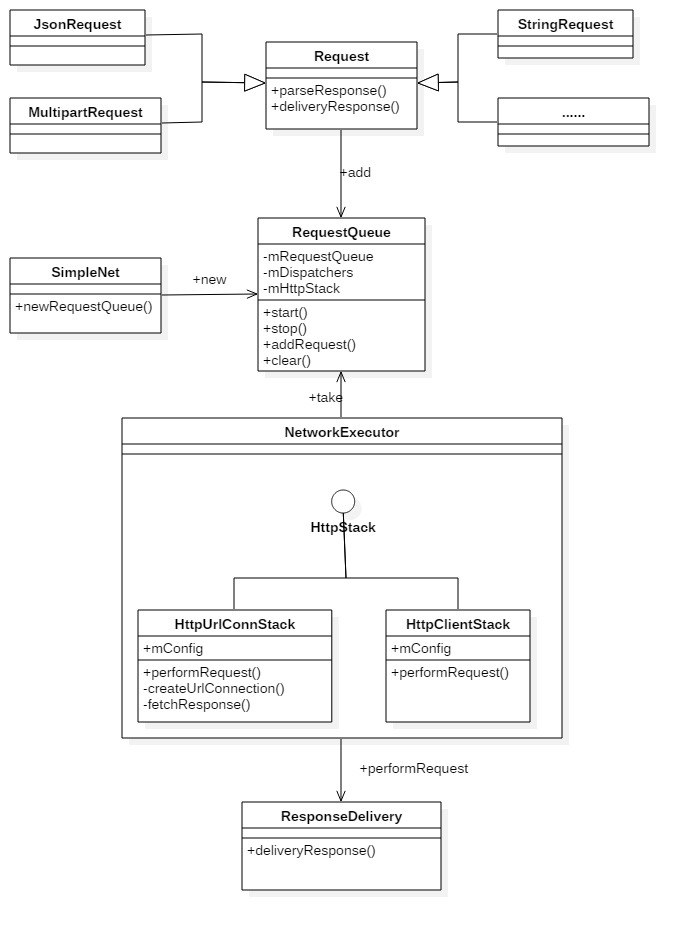 JsonRequest
StringRequest
Request
+parseResponse()
+deliveryResponse()
MultipartRequest
......
+add
RequestQueue
-mRequestQueue
-mDispatchers
-mHttpStack
+start()
+stop()
+addRequest()
+clear()
SimpleNet
+newRequestQueue()
+new
+take
NetworkExecutor
HttpStack
HttpUrlConnStack
+mConfig
+performRequest()
-createUrlConnection()
-fetchResponse()
HttpClientStack
+mConfig
+performRequest()
+performRequest
ResponseDelivery
+deliveryResponse()